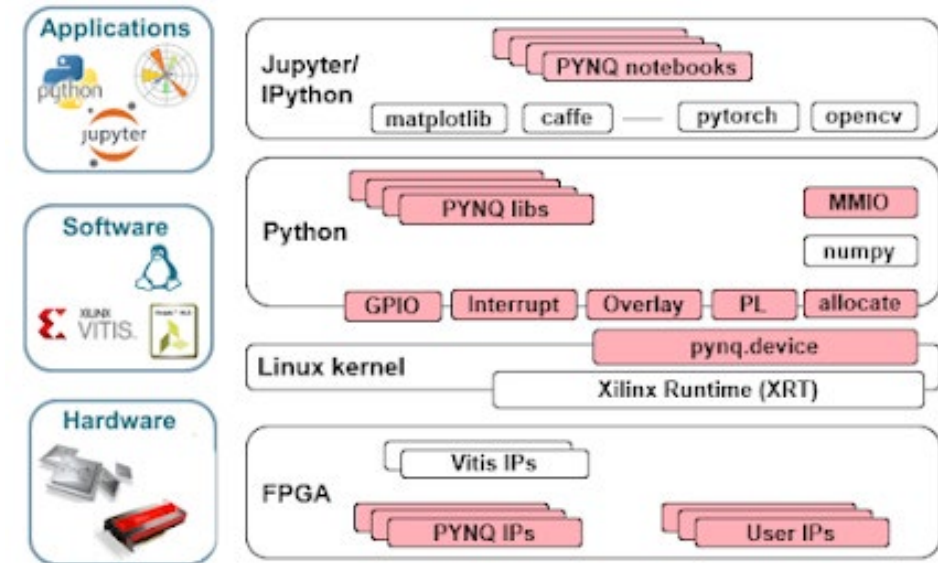 Applications
python
jupyter
Software
XILINX
VITIS.
Hardware
Jupyter/
IPython
PYNQ notebooks
matplotlib
caffe
pytorch
opencv
Python
PYNQ libs
MMIO
numpy
GPIO
Interrupt
Overlay
PL
allocate
Linux kernel
pynq.device
Xilinx Runtime (XRT)
FPGA
Vitis IPs
PYNQ IPs
User IPs